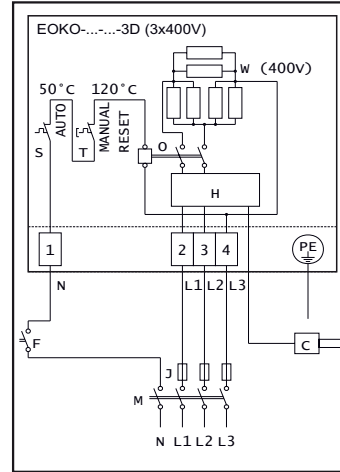 EOKO-...-...-3D (3x400V)
W (400V)
50°C 120°C
AUTO
MANUAL
RESET
S T O
H
1 2 3 4 PE
N L1 L2 L3
F J C
M
N L1 L2 L3